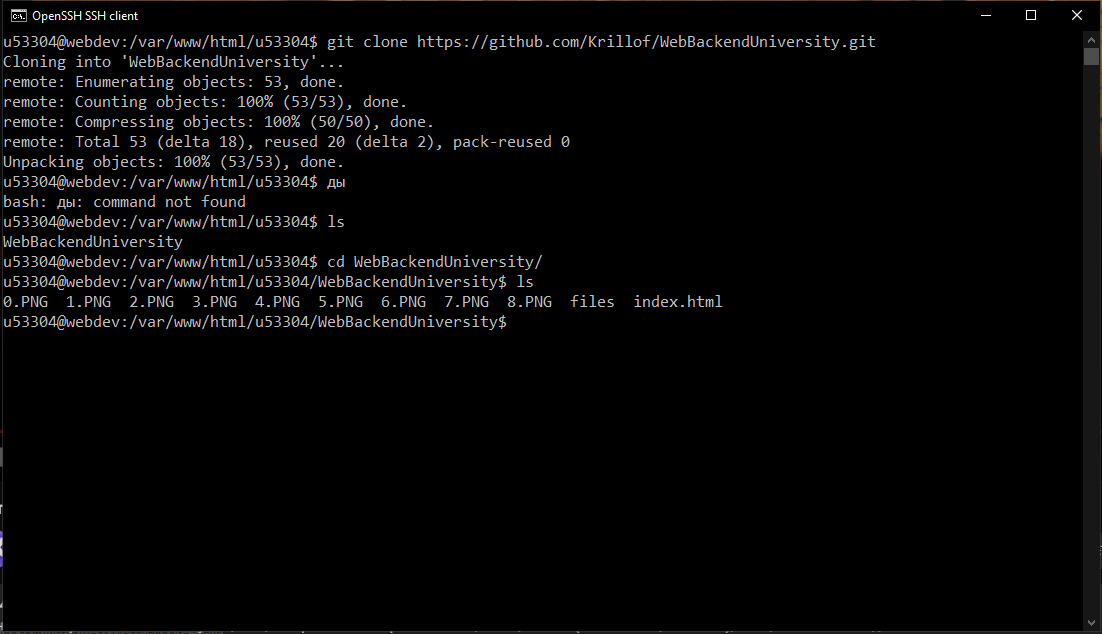 OpenSSH SSH client
u53304@webdev:/var/www/html/u53304$ git clone https://github.com/Krillof/WebBackendUniversity.git
Cloning into 'WebBackendUniversity'...
remote: Enumerating objects: 53, done.
remote: Counting objects: 100% (53/53), done.
remote: Compressing objects: 100% (50/50), done.
remote: Total 53 (delta 18), reused 20 (delta 2), pack-reused 0
Unpacking objects: 100% (53/53), done.
u53304@webdev:/var/www/html/u53304$ ды
bash: ды: command not found
u53304@webdev:/var/www/html/u53304$ ls
WebBackendUniversity
u53304@webdev:/var/www/html/u53304$ cd WebBackendUniversity/
u53304@webdev:/var/www/html/u53304/WebBackendUniversity$ ls
0.PNG  1.PNG  2.PNG  3.PNG  4.PNG  5.PNG  6.PNG  7.PNG  8.PNG  files  index.html
u53304@webdev:/var/www/html/u53304/WebBackendUniversity$